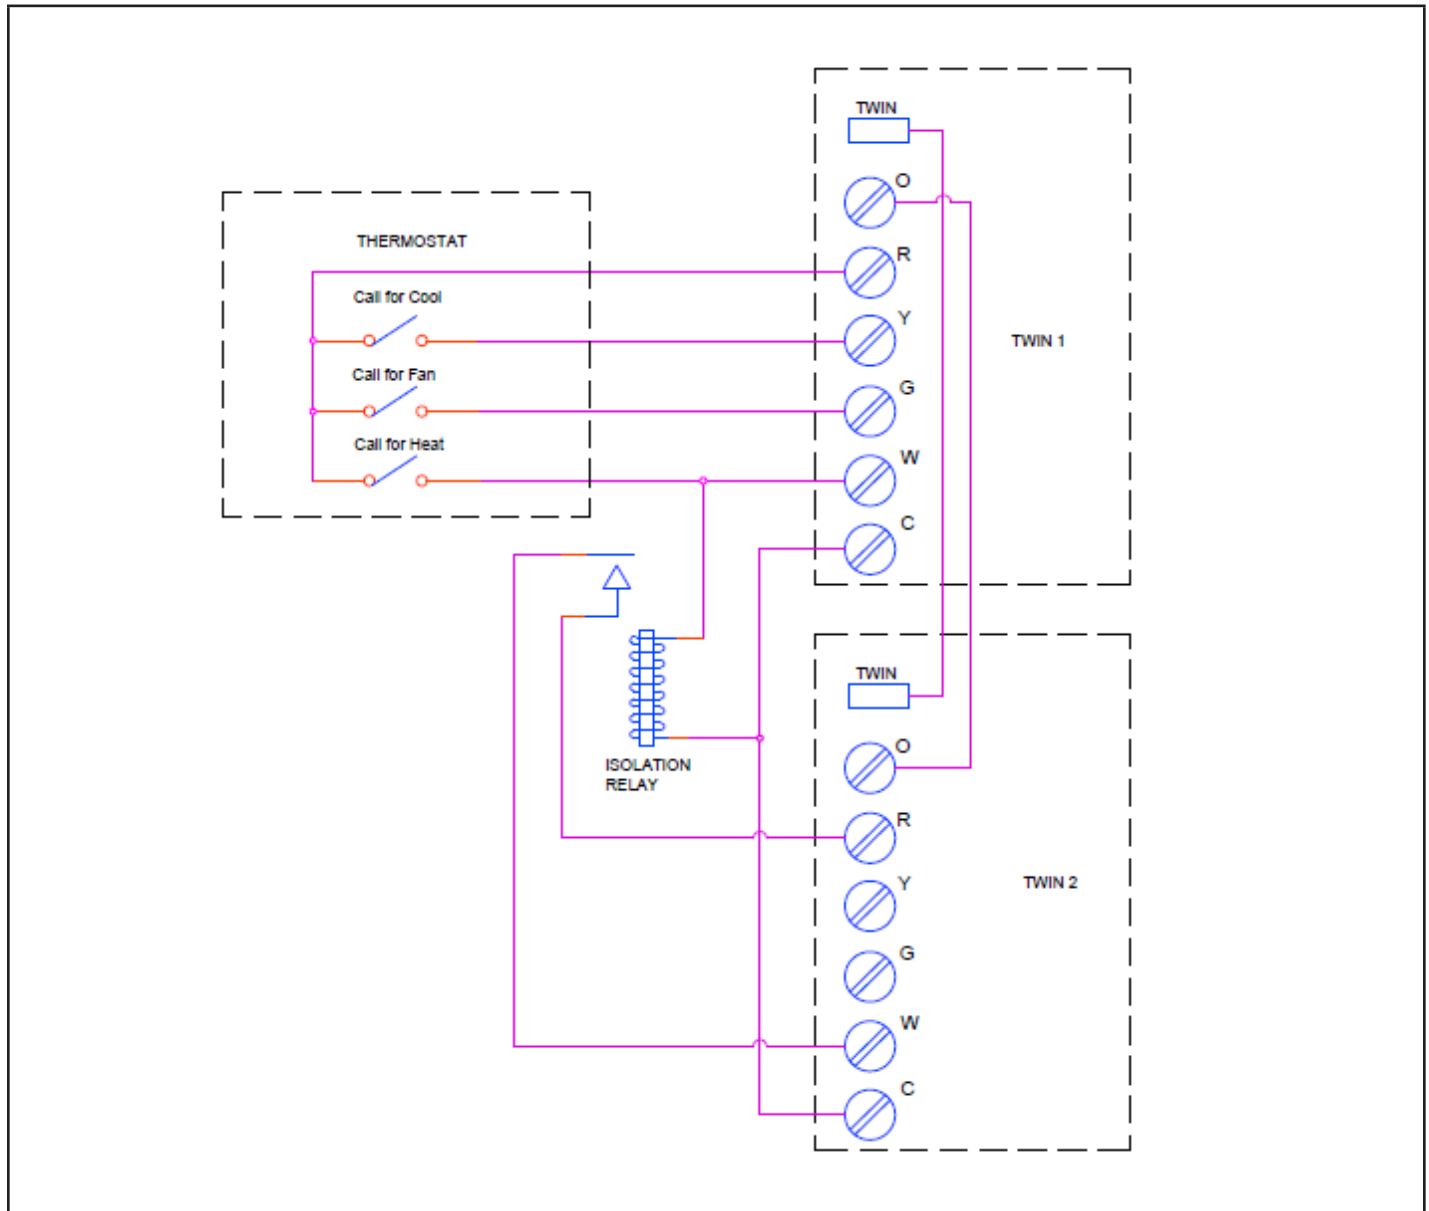 TWIN
O
R
Y
G
W
C
TWIN 1
THERMOSTAT
Call for Cool
Call for Fan
Call for Heat
ISOLATION
RELAY
TWIN
O
R
Y
G
W
C
TWIN 2